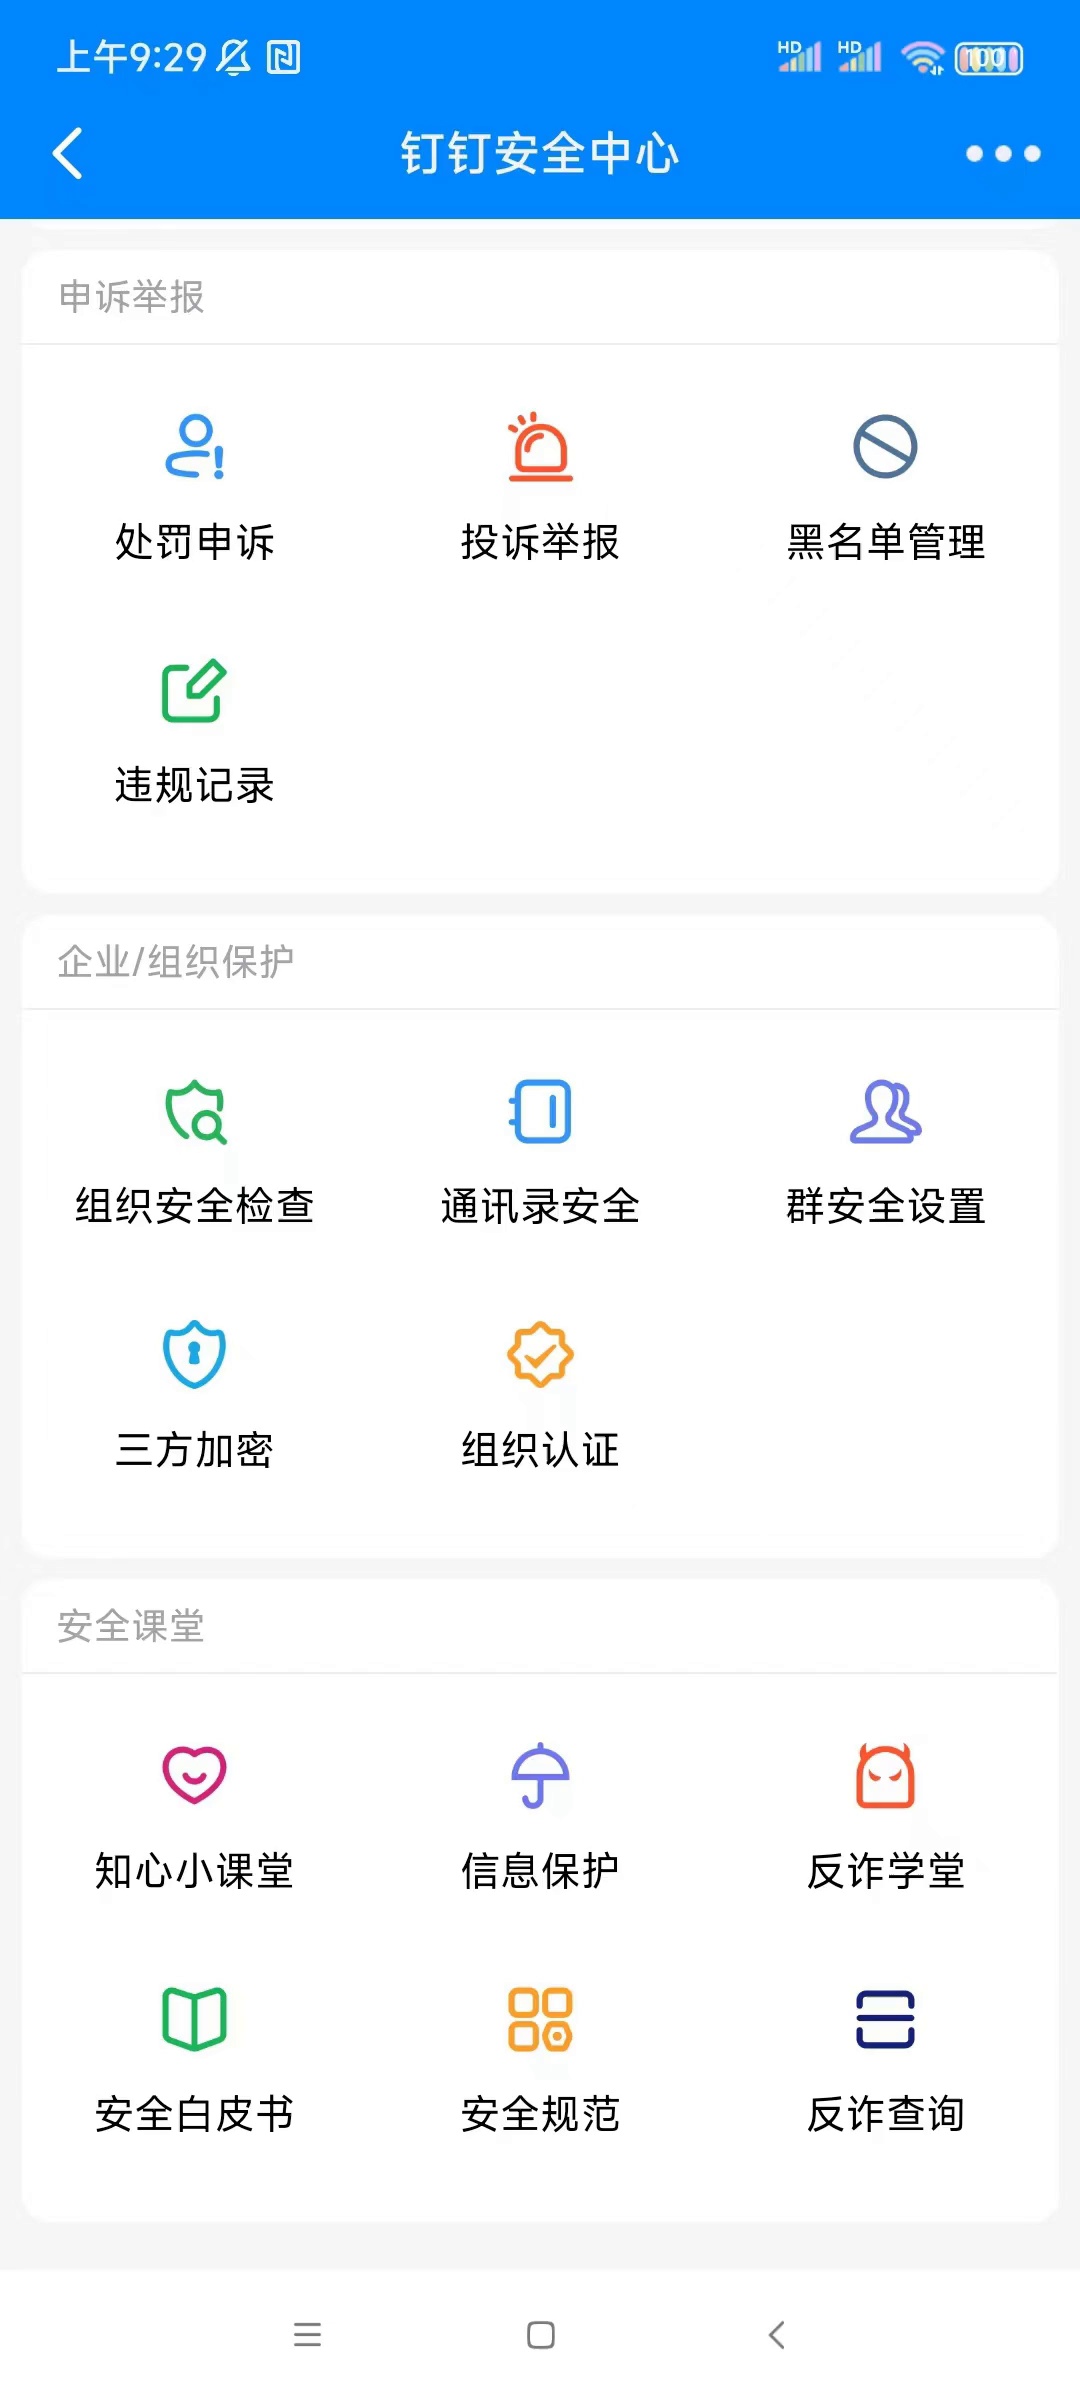 上午9:29 HD HD 100
钉钉安全中心
申诉举报
处罚申诉 投诉举报 黑名单管理
违规记录
企业/组织保护
组织安全检查 通讯录安全 群安全设置
三方加密 组织认证
安全课堂
知心小课堂 信息保护 反诈学堂
安全白皮书 安全规范 反诈查询